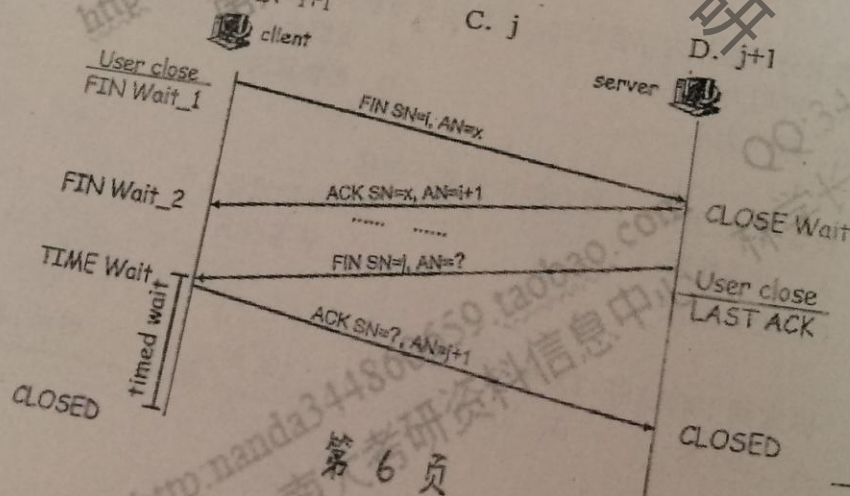 C. j
D. j+1
client
server
User close
FIN Wait_1
FIN SN=i, AN=x
FIN Wait_2
ACK SN=x, AN=i+1
CLOSE Wait
...... ......
TIME Wait
FIN SN=j, AN=?
User close
LAST ACK
timed wait
ACK SN=?, AN=j+1
CLOSED
CLOSED
第 6 页